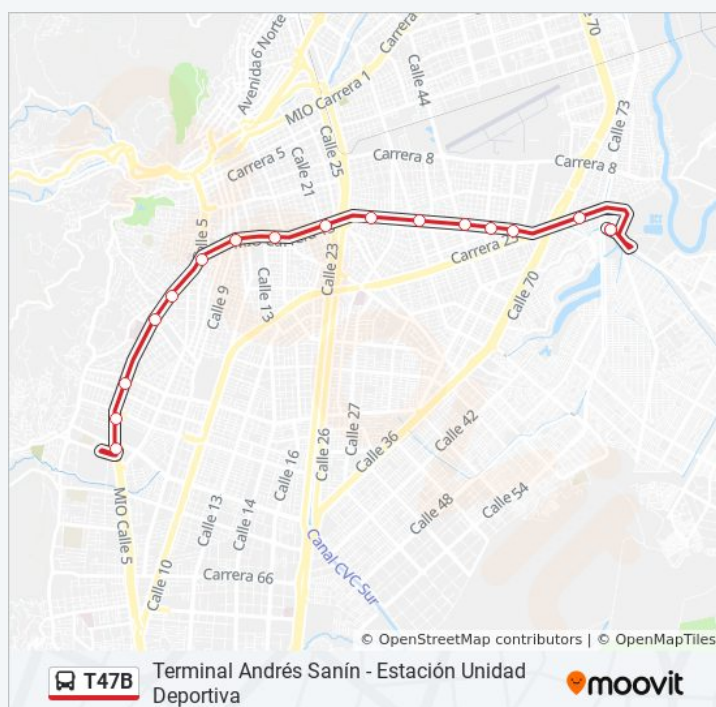 Calle 70
Avenida 6 Norte
Carrera
MIO Carrera 1
Calle 44
Calle 73
Calle 25
Carrera 5
Calle 21
Carrera 8
Carrera 8
Calle 5
Calle 23
Calle 9
Calle 13
Calle 70
Calle 27
Calle 42
Calle 36
Calle 16
Calle 26
Calle 48
Calle 54
MIO Calle 5
Calle 13
Calle 14
Canal CVC Sur
Carrera 66
Calle 10
© OpenStreetMap contributors | © OpenMapTiles
T47B
Terminal Andrés Sanín - Estación Unidad
Deportiva
moovit